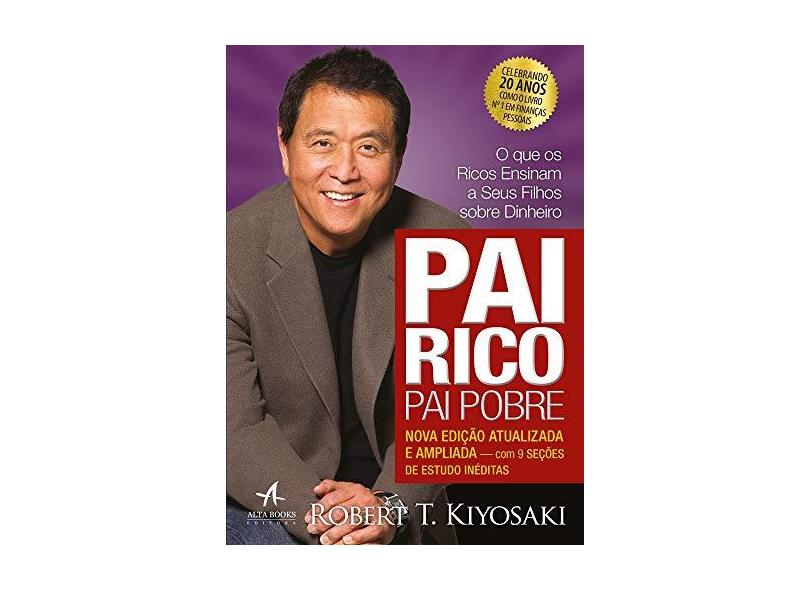 CELEBRANDO
20 ANOS
COMO O LIVRO
Nº 1 EM FINANÇAS
PESSOAIS
O que os
Ricos Ensinam
a Seus Filhos
sobre Dinheiro
PAI
RICO
PAI POBRE
NOVA EDIÇÃO ATUALIZADA
E AMPLIADA — com 9 SEÇÕES
DE ESTUDO INÉDITAS
ALTA BOOKS
EDITORA
ROBERT T. KIYOSAKI